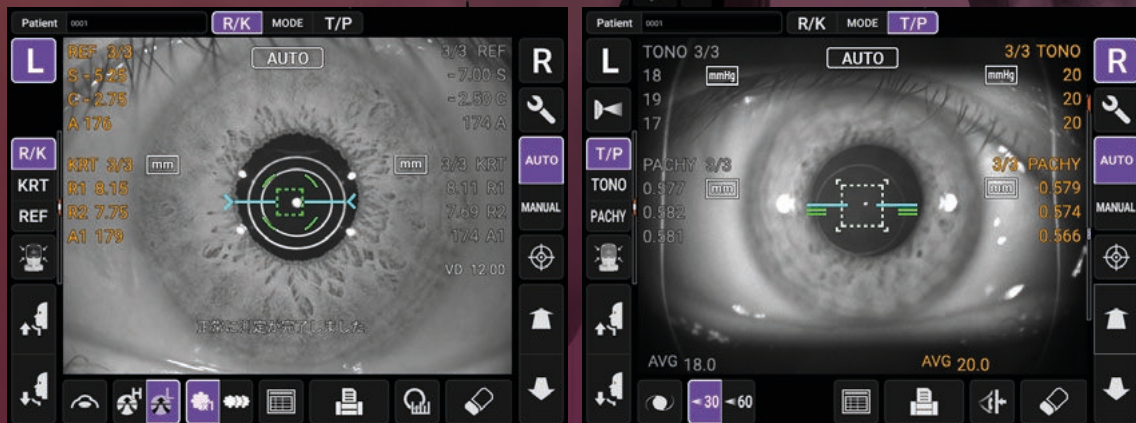 Patient 0001 R/K MODE T/P
L AUTO R
REF 3/3 3/3 REF
S - 5.25 - 7.00 S
C - 2.75 - 2.50 C
A 176 174 A
R/K AUTO
KRT 3/3 mm mm 3/3 KRT
KRT R1 8.15 8.11 R1
REF R2 7.75 7.69 R2 MANUAL
A1 179 174 A1
VD 12.00
正常に測定が完了しました
H L
R1
Patient 0001 R/K MODE T/P
L TONO 3/3 AUTO 3/3 TONO R
18 mmHg mmHg 20
19 20
17 20
T/P AUTO
PACHY 3/3 3/3 PACHY
TONO 0.577 mm mm 0.579
PACHY 0.582 0.574 MANUAL
0.581 0.566
AVG 18.0 AVG 20.0
30 60